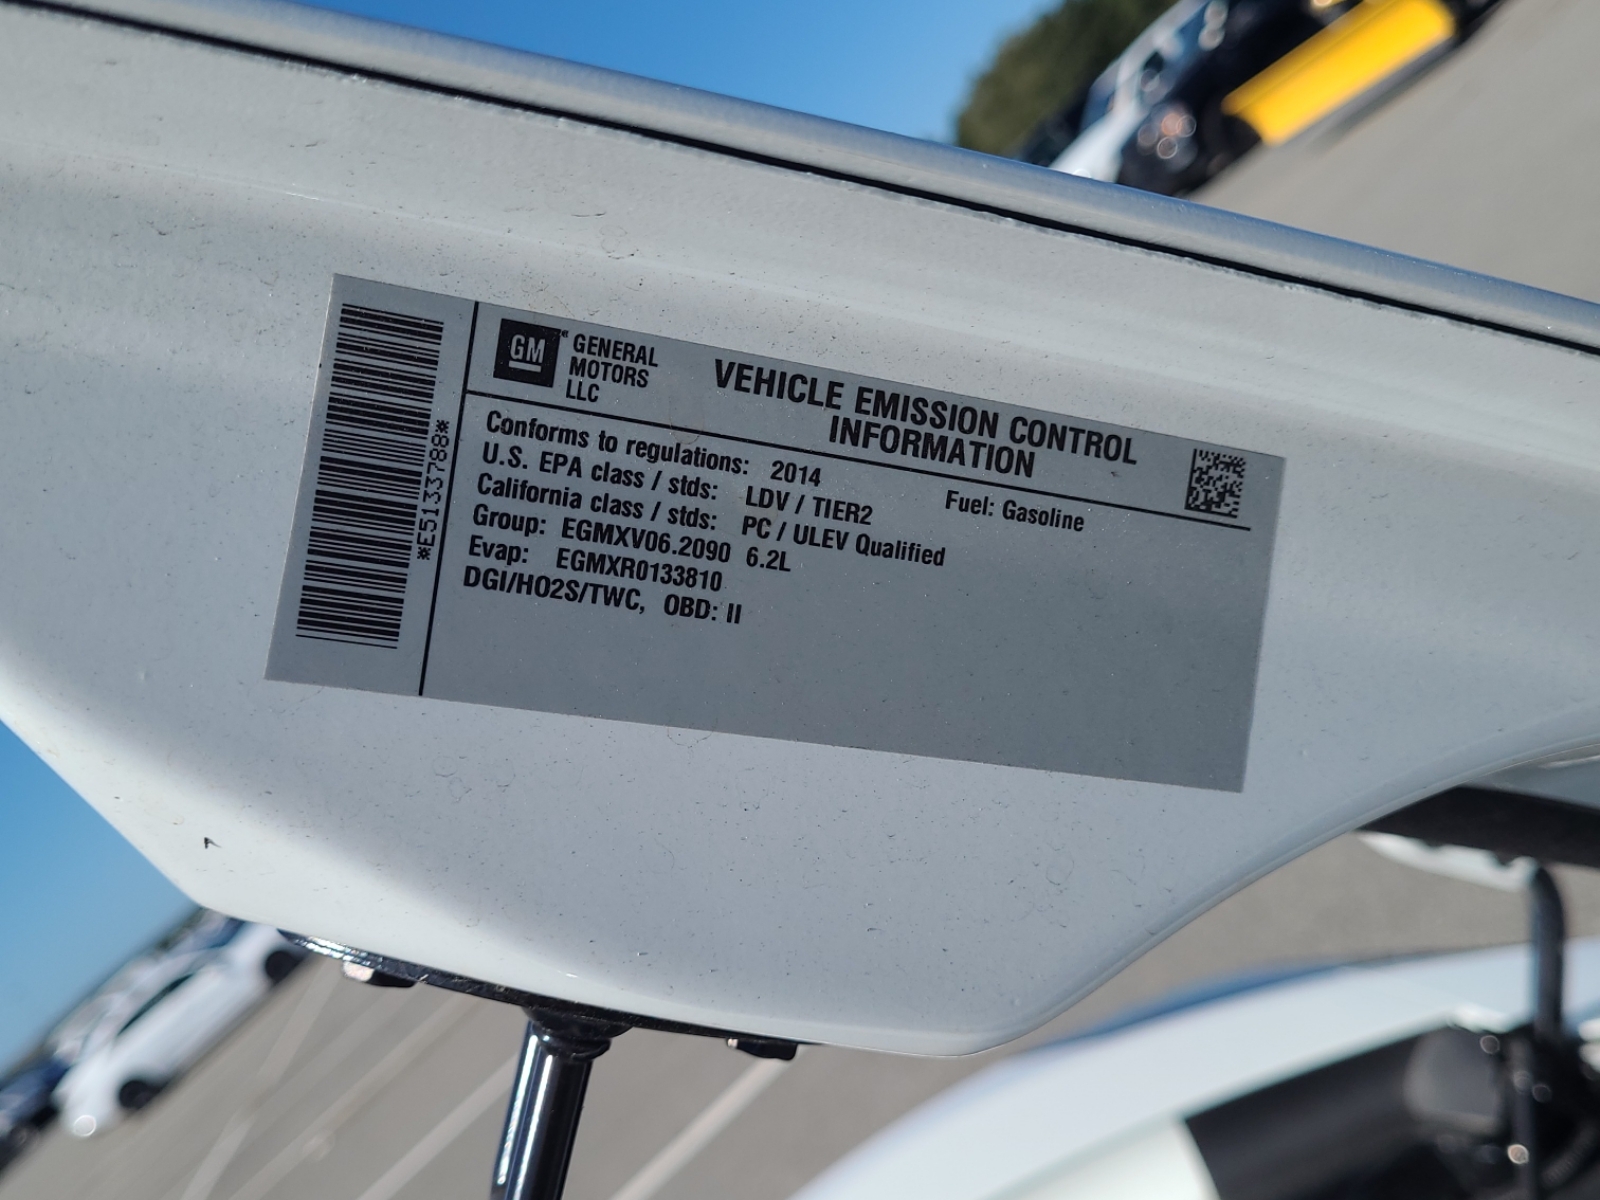 *E5133788*
GM
GENERAL
MOTORS
LLC
VEHICLE EMISSION CONTROL
INFORMATION
Conforms to regulations: 2014 Fuel: Gasoline
U.S. EPA class / stds: LDV / TIER2
California class / stds: PC / ULEV Qualified
Group: EGMXV06.2090 6.2L
Evap: EGMXR0133810
DGI/HO2S/TWC, OBD: II